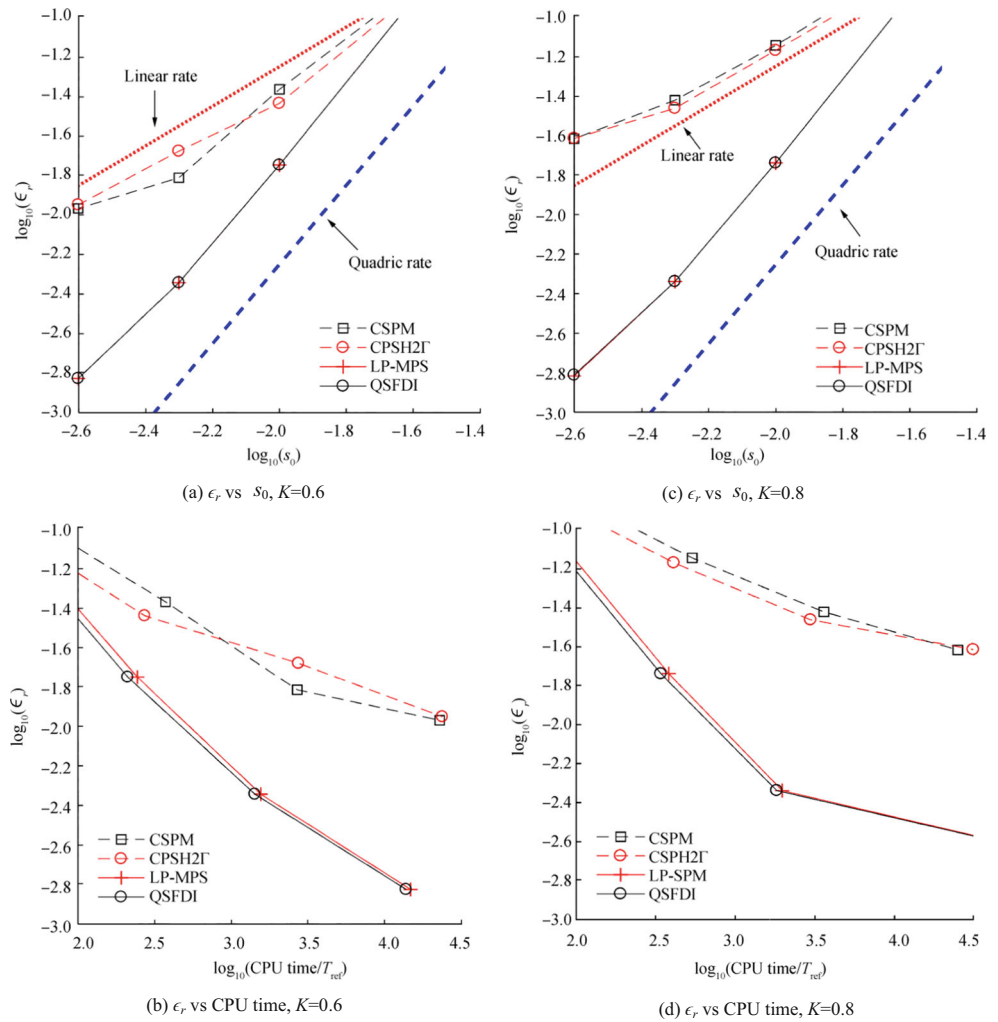 −1.0
−1.2
−1.4
−1.6
−1.8
−2.0
−2.2
−2.4
−2.6
−2.8
−3.0
log₁₀(ϵᵣ)
Linear rate
Quadric rate
CSPM
CPSH2Γ
LP-MPS
QSFDI
−2.6 −2.4 −2.2 −2.0 −1.8 −1.6 −1.4
log₁₀(s₀)
(a) ϵᵣ vs s₀, K=0.6
−1.0
−1.2
−1.4
−1.6
−1.8
−2.0
−2.2
−2.4
−2.6
−2.8
−3.0
log₁₀(ϵᵣ)
Linear rate
Quadric rate
CSPM
CPSH2Γ
LP-MPS
QSFDI
−2.6 −2.4 −2.2 −2.0 −1.8 −1.6 −1.4
log₁₀(s₀)
(c) ϵᵣ vs s₀, K=0.8
−1.0
−1.2
−1.4
−1.6
−1.8
−2.0
−2.2
−2.4
−2.6
−2.8
−3.0
log₁₀(ϵᵣ)
CSPM
CPSH2Γ
LP-MPS
QSFDI
2.0 2.5 3.0 3.5 4.0 4.5
log₁₀(CPU time/T_ref)
(b) ϵᵣ vs CPU time, K=0.6
−1.0
−1.2
−1.4
−1.6
−1.8
−2.0
−2.2
−2.4
−2.6
−2.8
−3.0
log₁₀(ϵᵣ)
CSPM
CSPH2Γ
LP-SPM
QSFDI
2.0 2.5 3.0 3.5 4.0 4.5
log₁₀(CPU time/T_ref)
(d) ϵᵣ vs CPU time, K=0.8